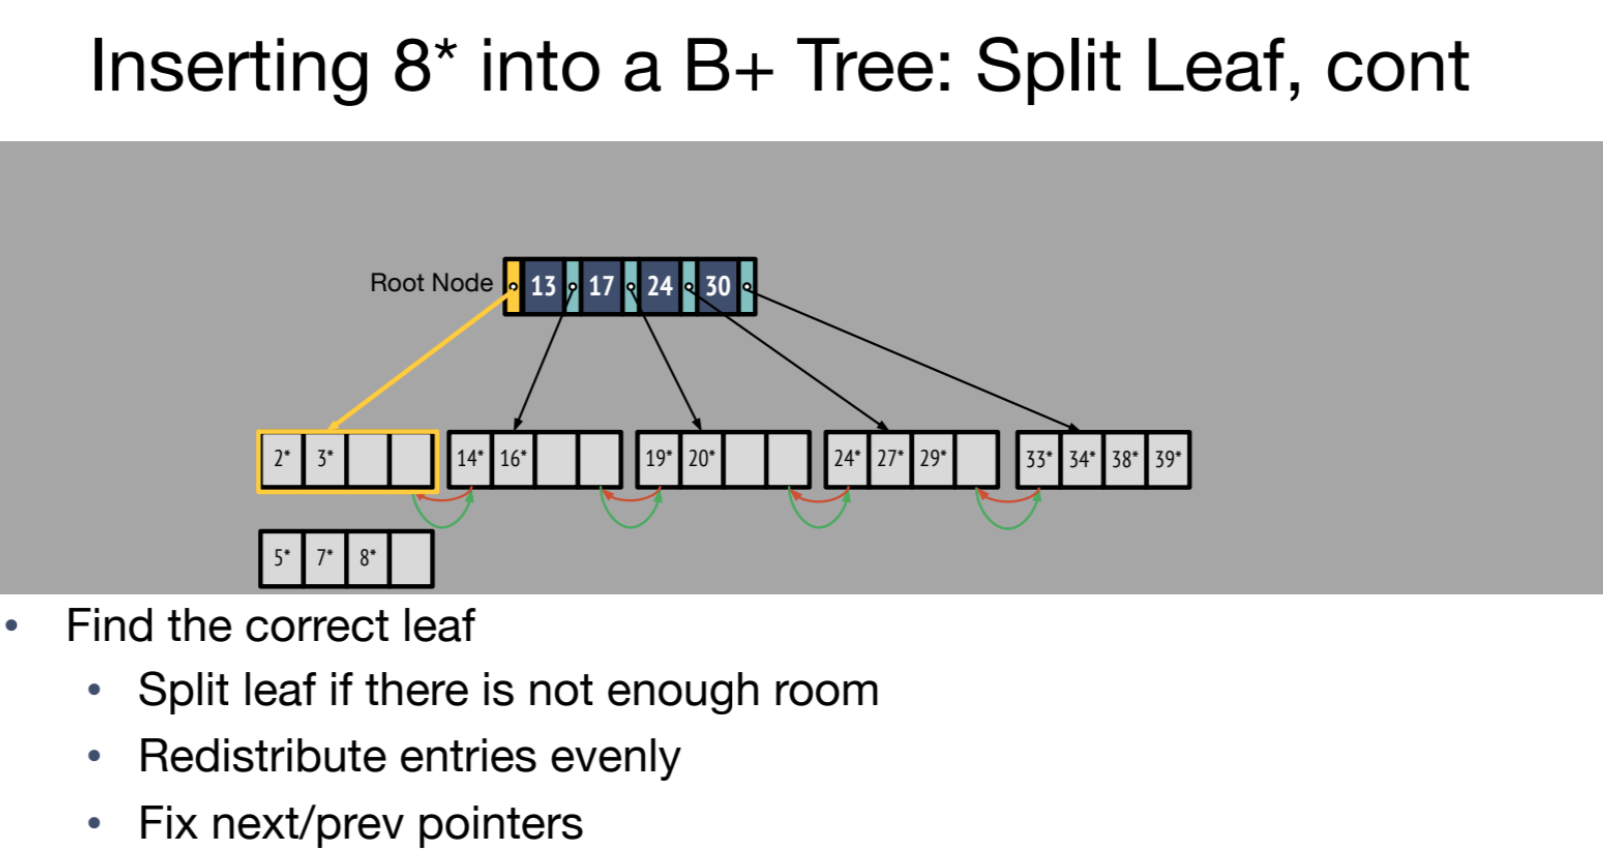 Inserting 8* into a B+ Tree: Split Leaf, cont
Root Node 13 17 24 30
2* 3* 14* 16* 19* 20* 24* 27* 29* 33* 34* 38* 39*
5* 7* 8*
• Find the correct leaf
• Split leaf if there is not enough room
• Redistribute entries evenly
• Fix next/prev pointers